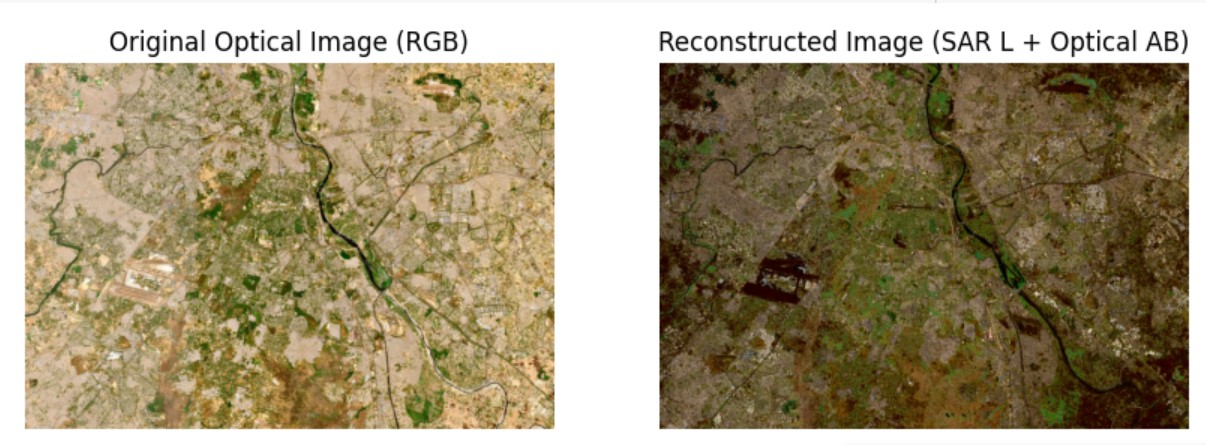 Original Optical Image (RGB)
Reconstructed Image (SAR L + Optical AB)